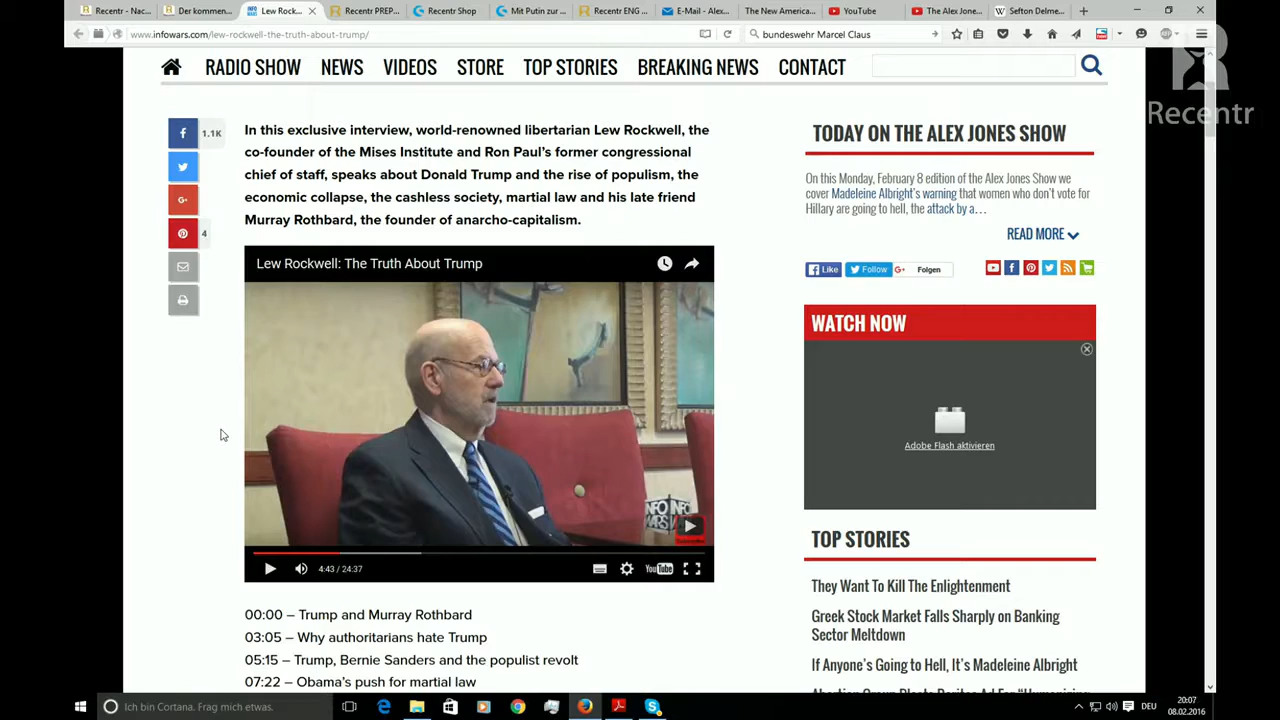 Recentr - Nac...
Der kommen...
Lew Rock...
Recentr PREP...
Recentr Shop
Mit Putin zur ...
Recentr ENG ...
E-Mail - Alex...
The New America...
YouTube
The Alex Jone...
Sefton Delme...
www.infowars.com/lew-rockwell-the-truth-about-trump/
bundeswehr Marcel Claus
Recentr
RADIO SHOW NEWS VIDEOS STORE TOP STORIES BREAKING NEWS CONTACT
1.1K
4
In this exclusive interview, world-renowned libertarian Lew Rockwell, the
co-founder of the Mises Institute and Ron Paul's former congressional
chief of staff, speaks about Donald Trump and the rise of populism, the
economic collapse, the cashless society, martial law and his late friend
Murray Rothbard, the founder of anarcho-capitalism.
Lew Rockwell: The Truth About Trump
INFO INFO
WARS
4:43 / 24:37
YouTube
00:00 – Trump and Murray Rothbard
03:05 – Why authoritarians hate Trump
05:15 – Trump, Bernie Sanders and the populist revolt
07:22 – Obama's push for martial law
TODAY ON THE ALEX JONES SHOW
On this Monday, February 8 edition of the Alex Jones Show we
cover Madeleine Albright's warning that women who don't vote for
Hillary are going to hell, the attack by a…
READ MORE
Like Follow Folgen
WATCH NOW
Adobe Flash aktivieren
TOP STORIES
They Want To Kill The Enlightenment
Greek Stock Market Falls Sharply on Banking
Sector Meltdown
If Anyone's Going to Hell, It's Madeleine Albright
Ich bin Cortana. Frag mich etwas.
DEU
20:07
08.02.2016